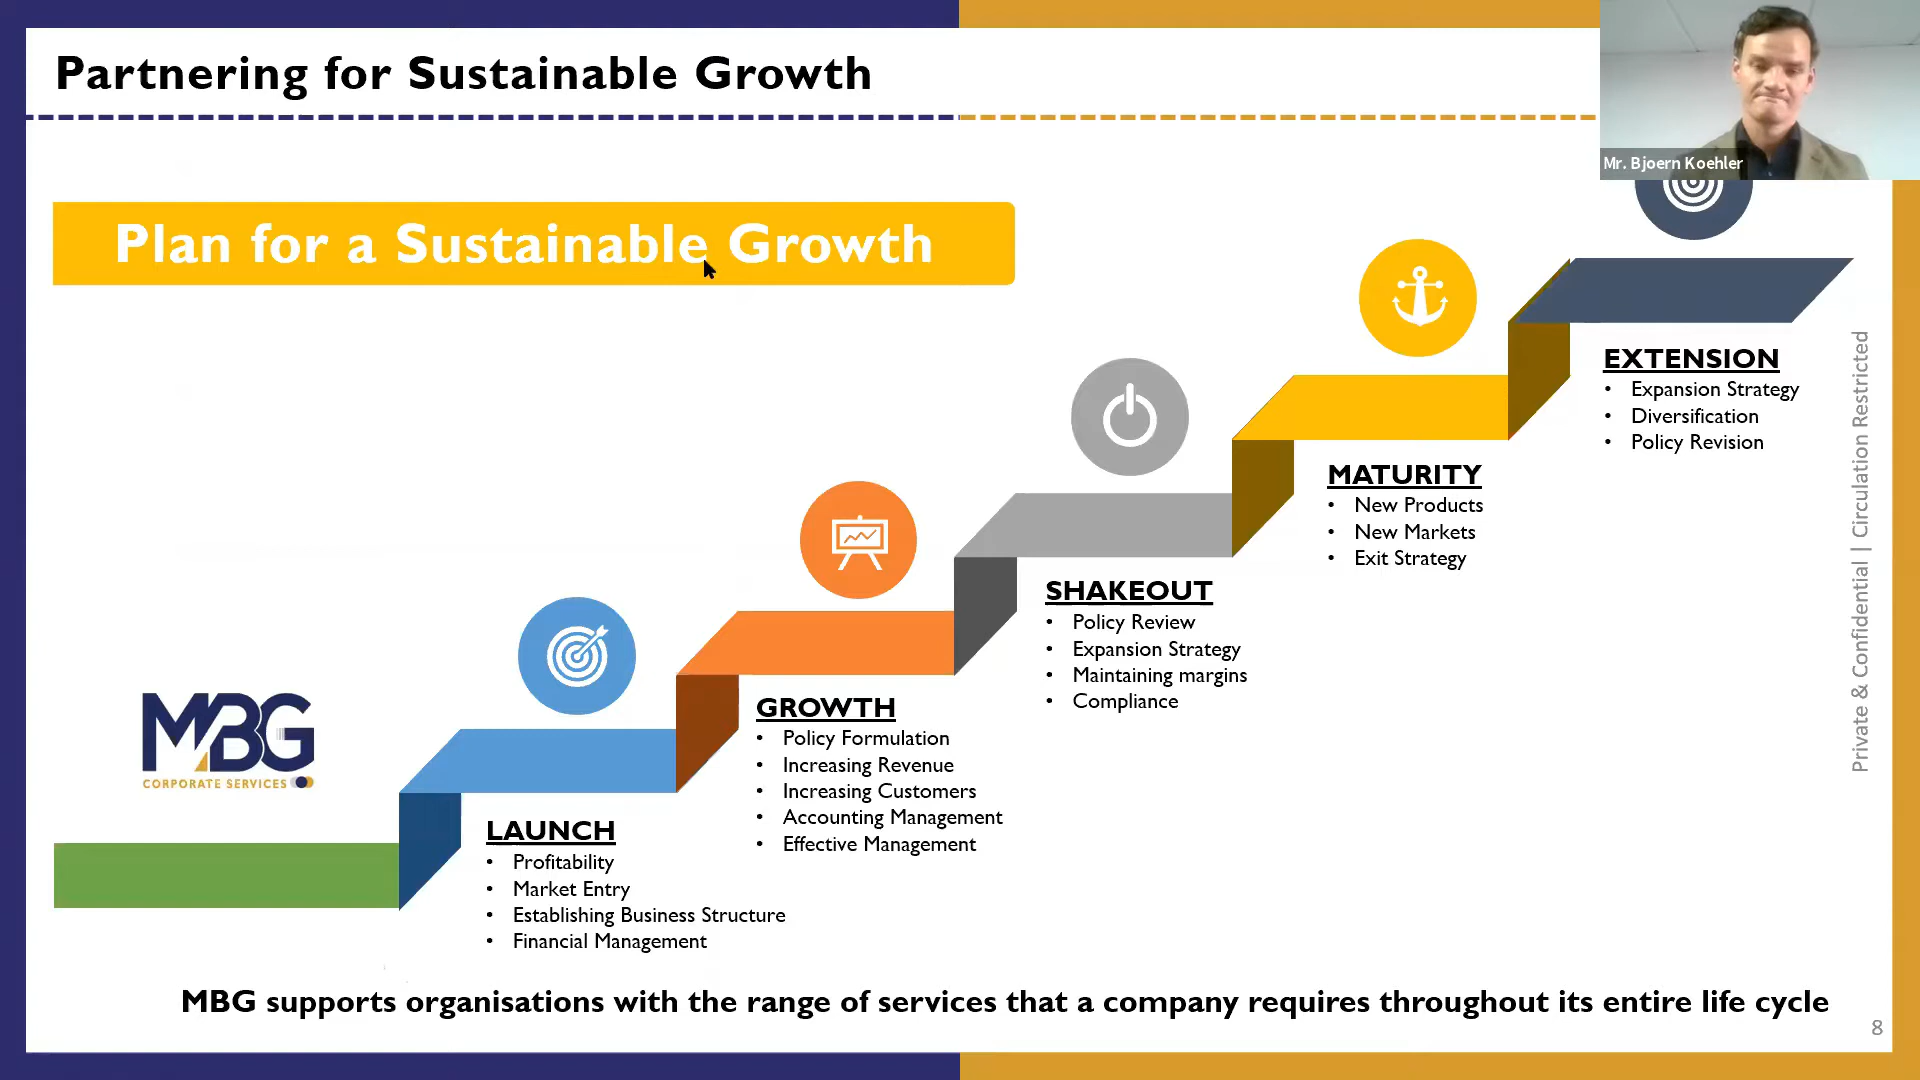 Partnering for Sustainable Growth
Mr. Bjoern Koehler
Plan for a Sustainable Growth
EXTENSION
• Expansion Strategy
• Diversification
• Policy Revision
MATURITY
• New Products
• New Markets
• Exit Strategy
SHAKEOUT
• Policy Review
• Expansion Strategy
• Maintaining margins
• Compliance
GROWTH
• Policy Formulation
• Increasing Revenue
• Increasing Customers
• Accounting Management
• Effective Management
LAUNCH
• Profitability
• Market Entry
• Establishing Business Structure
• Financial Management
MBG
CORPORATE SERVICES
Private & Confidential | Circulation Restricted
MBG supports organisations with the range of services that a company requires throughout its entire life cycle
8